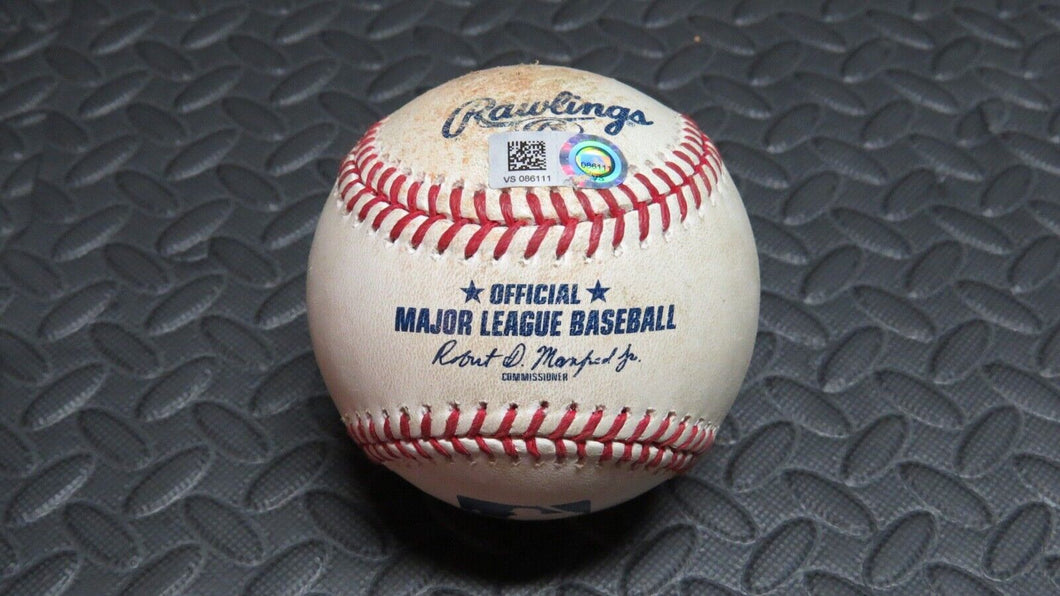 Rawlings
R
VS 086111
086111
★ OFFICIAL ★
MAJOR LEAGUE BASEBALL
Robert D. Manfred Jr.
COMMISSIONER